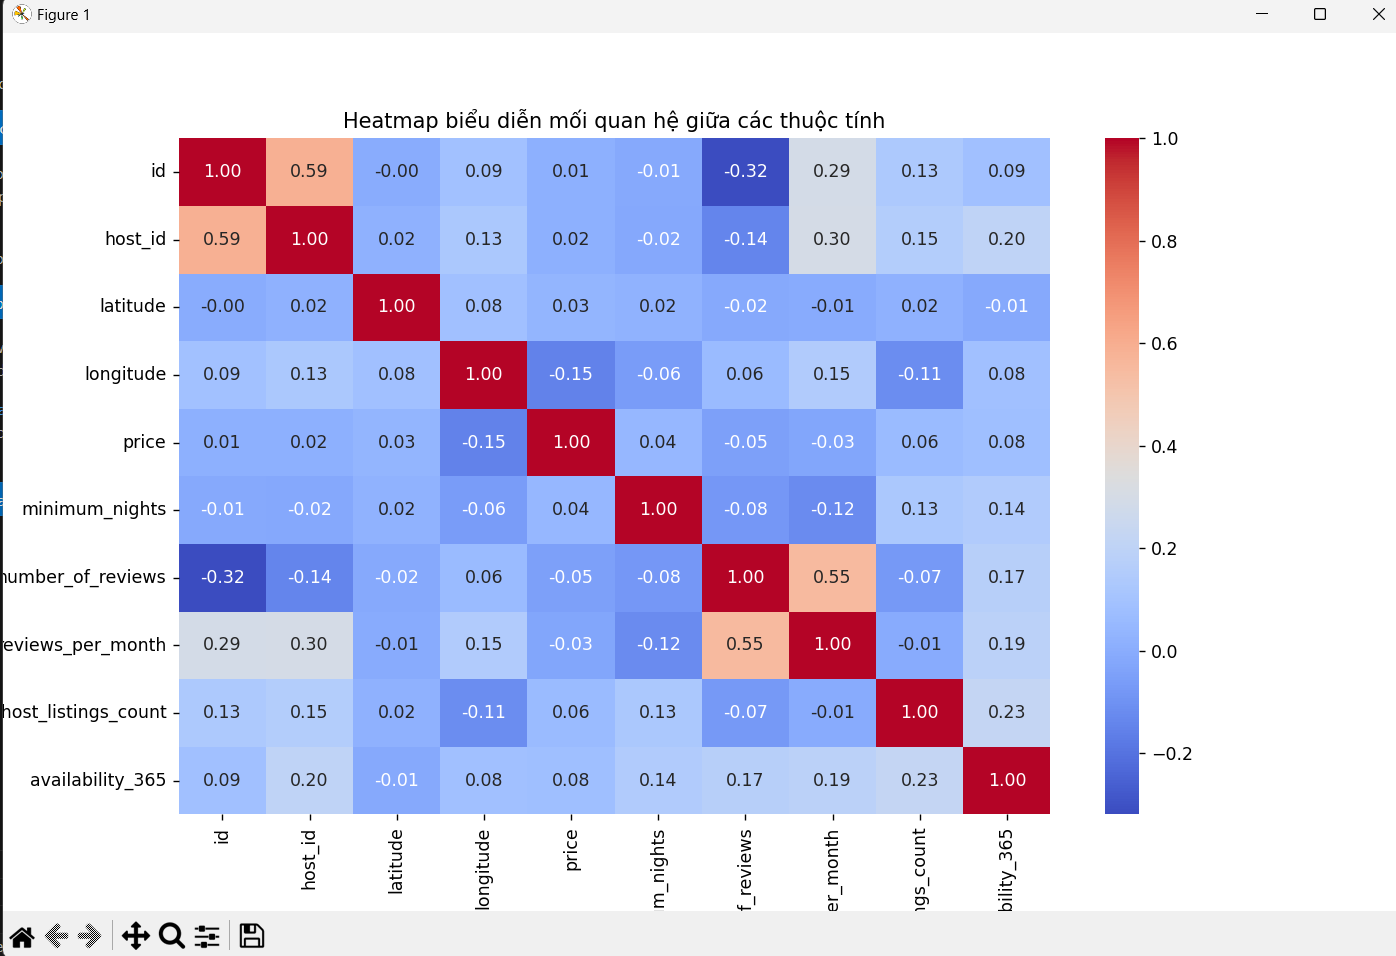 Figure 1
Heatmap biểu diễn mối quan hệ giữa các thuộc tính
id 1.00 0.59 -0.00 0.09 0.01 -0.01 -0.32 0.29 0.13 0.09
host_id 0.59 1.00 0.02 0.13 0.02 -0.02 -0.14 0.30 0.15 0.20
latitude -0.00 0.02 1.00 0.08 0.03 0.02 -0.02 -0.01 0.02 -0.01
longitude 0.09 0.13 0.08 1.00 -0.15 -0.06 0.06 0.15 -0.11 0.08
price 0.01 0.02 0.03 -0.15 1.00 0.04 -0.05 -0.03 0.06 0.08
minimum_nights -0.01 -0.02 0.02 -0.06 0.04 1.00 -0.08 -0.12 0.13 0.14
number_of_reviews -0.32 -0.14 -0.02 0.06 -0.05 -0.08 1.00 0.55 -0.07 0.17
eviews_per_month 0.29 0.30 -0.01 0.15 -0.03 -0.12 0.55 1.00 -0.01 0.19
host_listings_count 0.13 0.15 0.02 -0.11 0.06 0.13 -0.07 -0.01 1.00 0.23
availability_365 0.09 0.20 -0.01 0.08 0.08 0.14 0.17 0.19 0.23 1.00
id host_id latitude longitude price m_nights f_reviews er_month ngs_count bility_365
1.0
0.8
0.6
0.4
0.2
0.0
−0.2